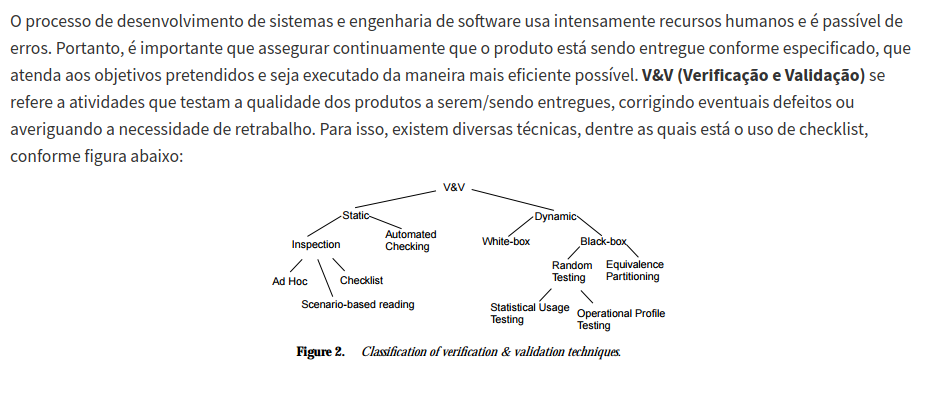 O processo de desenvolvimento de sistemas e engenharia de software usa intensamente recursos humanos e é passível de
erros. Portanto, é importante que assegurar continuamente que o produto está sendo entregue conforme especificado, que
atenda aos objetivos pretendidos e seja executado da maneira mais eficiente possível. V&V (Verificação e Validação) se
refere a atividades que testam a qualidade dos produtos a serem/sendo entregues, corrigindo eventuais defeitos ou
averiguando a necessidade de retrabalho. Para isso, existem diversas técnicas, dentre as quais está o uso de checklist,
conforme figura abaixo:
V&V
Static
Dynamic
Inspection
Automated
Checking
White-box
Black-box
Ad Hoc
Checklist
Scenario-based reading
Random
Testing
Equivalence
Partitioning
Statistical Usage
Testing
Operational Profile
Testing
Figure 2. Classification of verification & validation techniques.